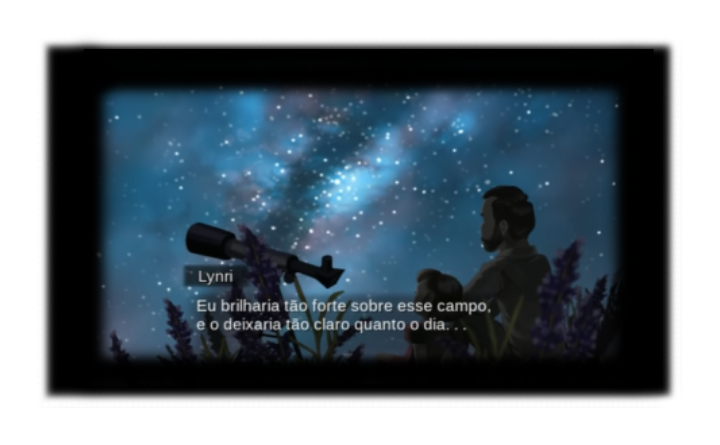 Lynri
Eu brilharia tão forte sobre esse campo,
e o deixaria tão claro quanto o dia. . .